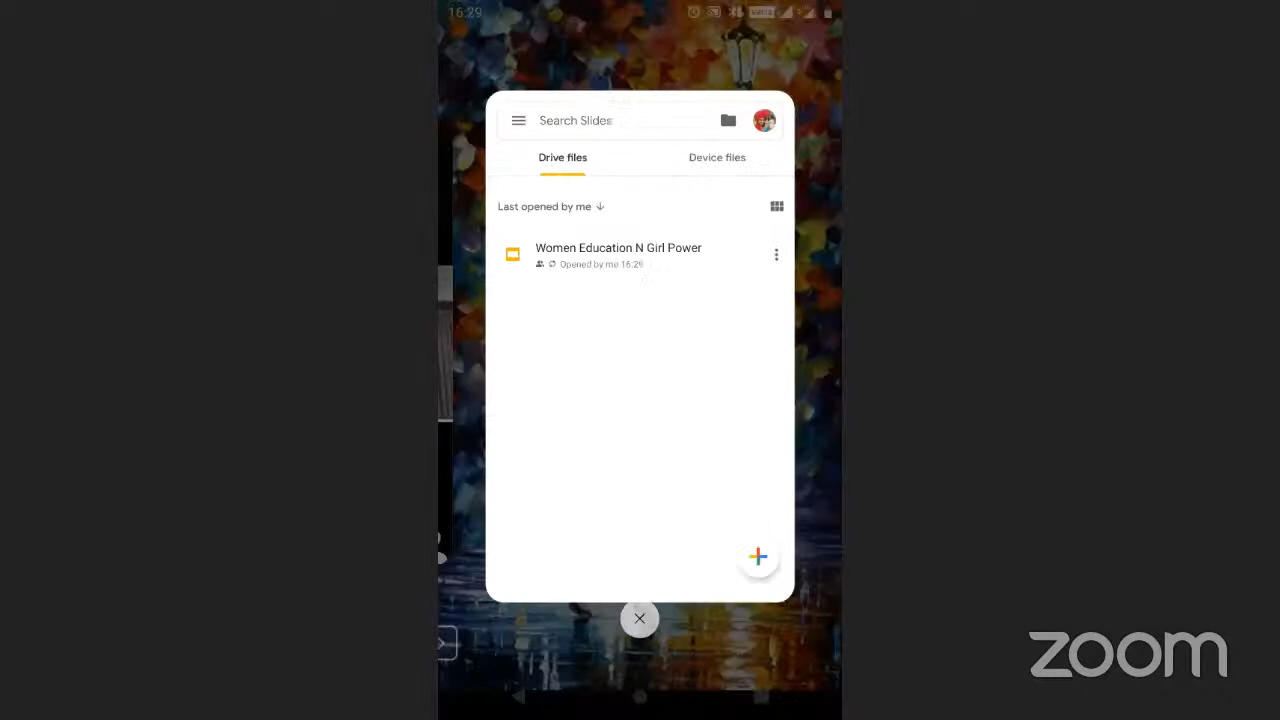 16:29
Search Slides
Drive files
Device files
Last opened by me
Women Education N Girl Power
Opened by me 16:29
zoom